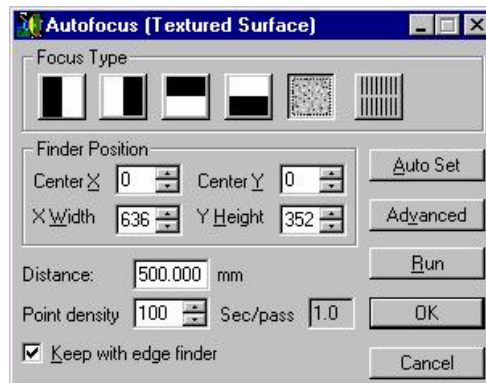 Autofocus (Textured Surface)
Focus Type
Finder Position
Center X 0 Center Y 0
Auto Set
X Width 636 Y Height 352
Advanced
Distance: 500.000 mm
Run
Point density 100 Sec/pass 1.0
OK
Keep with edge finder
Cancel